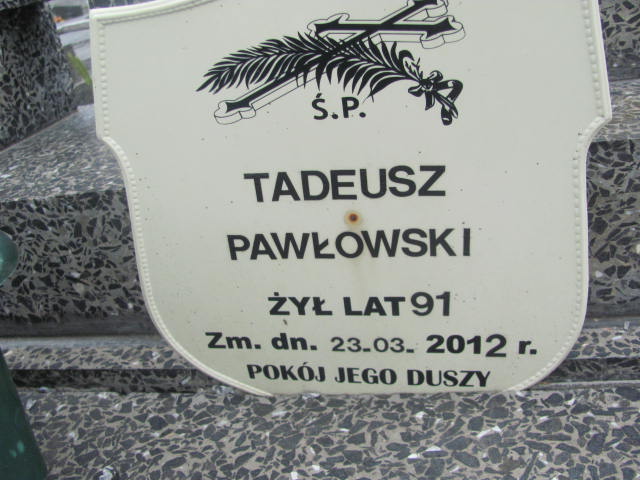 Ś.P.
TADEUSZ
PAWŁOWSKI
ŻYŁ LAT 91
Zm. dn. 23.03. 2012 r.
POKÓJ JEGO DUSZY